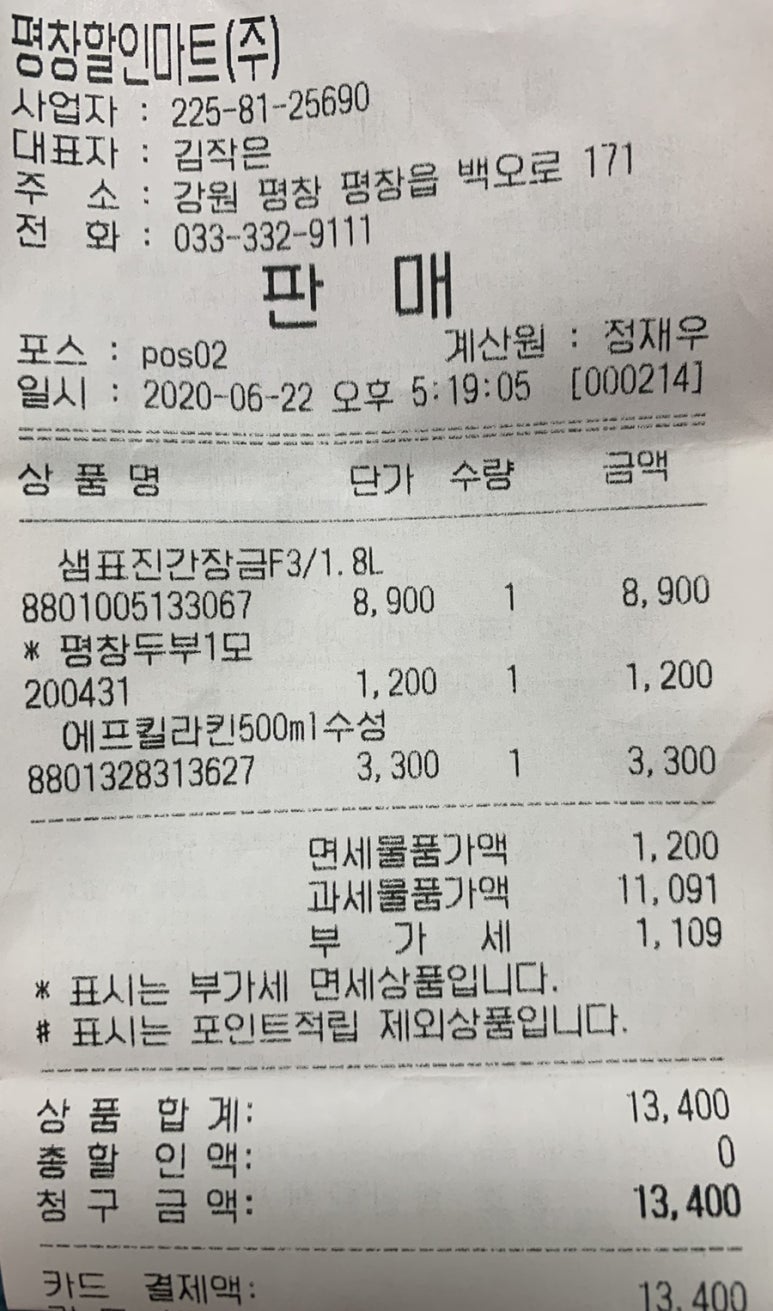 평창할인마트(주)
사업자 : 225-81-25690
대표자 : 김작은
주 소 : 강원 평창 평창읍 백오로 171
전 화 : 033-332-9111
판 매
포스 : pos02 계산원 : 정재우
일시 : 2020-06-22 오후 5:19:05 [000214]
상 품 명 단가 수량 금액
샘표진간장금F3/1.8L
8801005133067 8,900 1 8,900
* 평창두부1모
200431 1,200 1 1,200
에프킬라킨500ml수성
8801328313627 3,300 1 3,300
면세물품가액 1,200
과세물품가액 11,091
부 가 세 1,109
* 표시는 부가세 면세상품입니다.
# 표시는 포인트적립 제외상품입니다.
상 품 합 계: 13,400
총 할 인 액: 0
청 구 금 액: 13,400
카드 결제액: 13,400